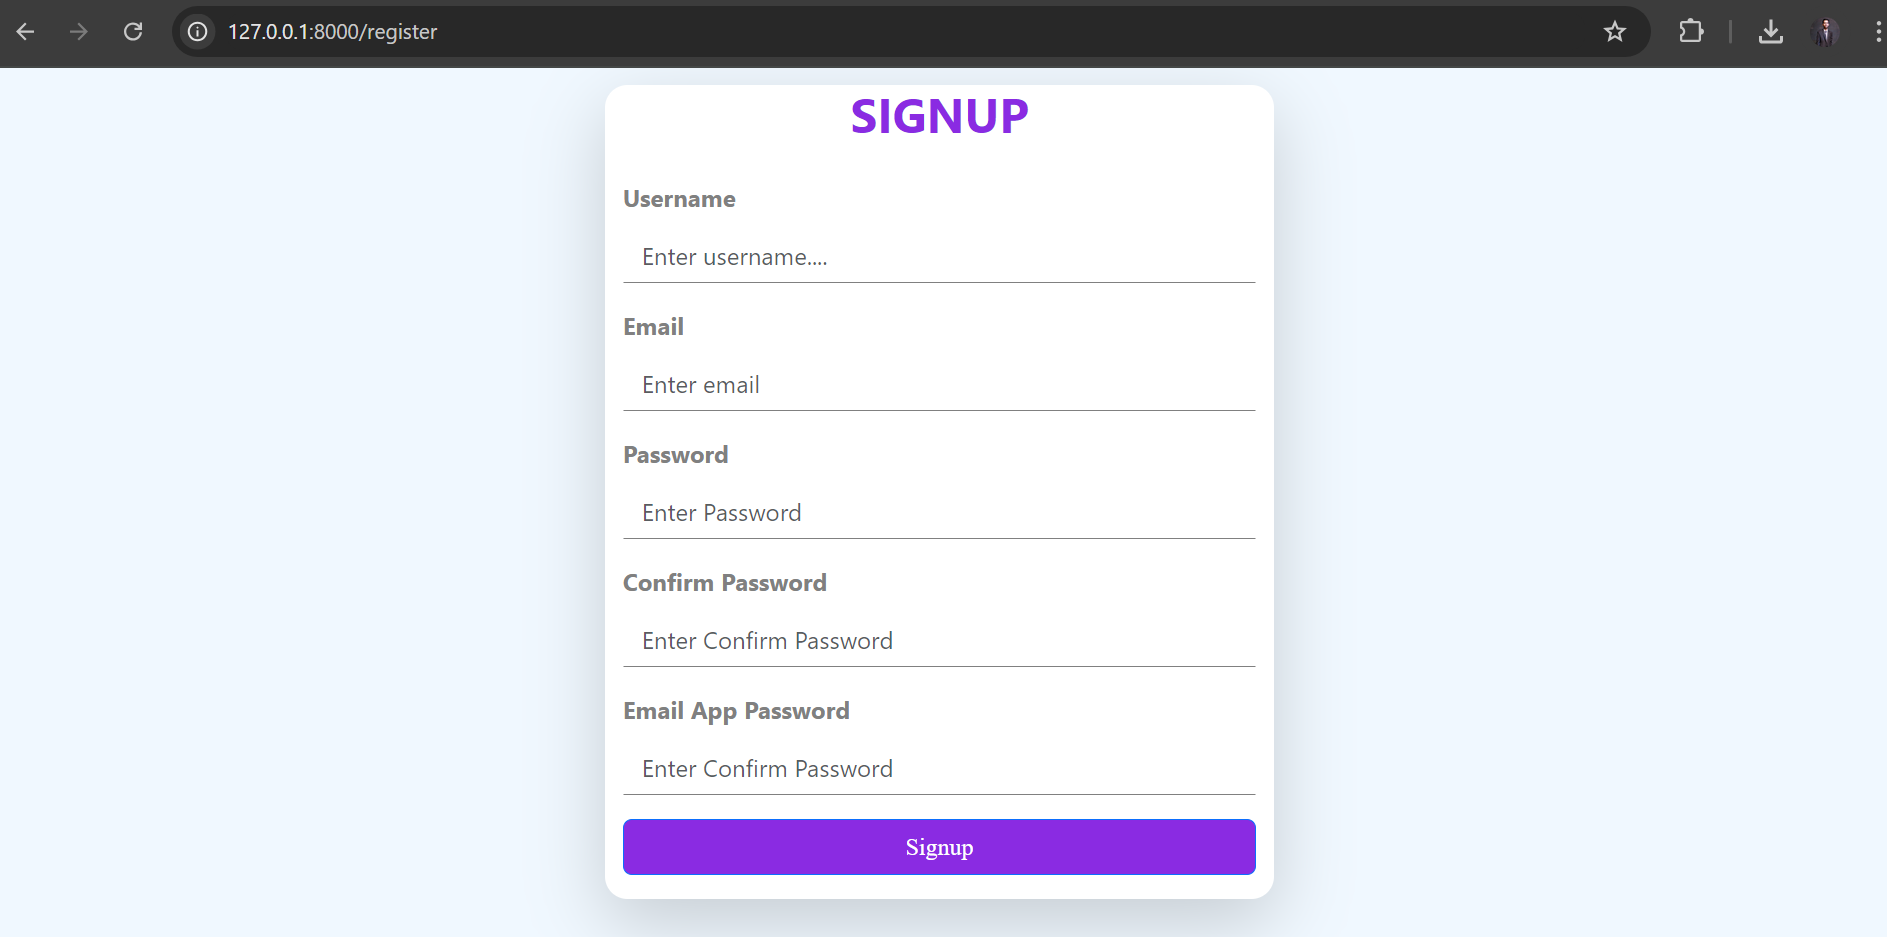 127.0.0.1:8000/register
SIGNUP
Username
Enter username....
Email
Enter email
Password
Enter Password
Confirm Password
Enter Confirm Password
Email App Password
Enter Confirm Password
Signup